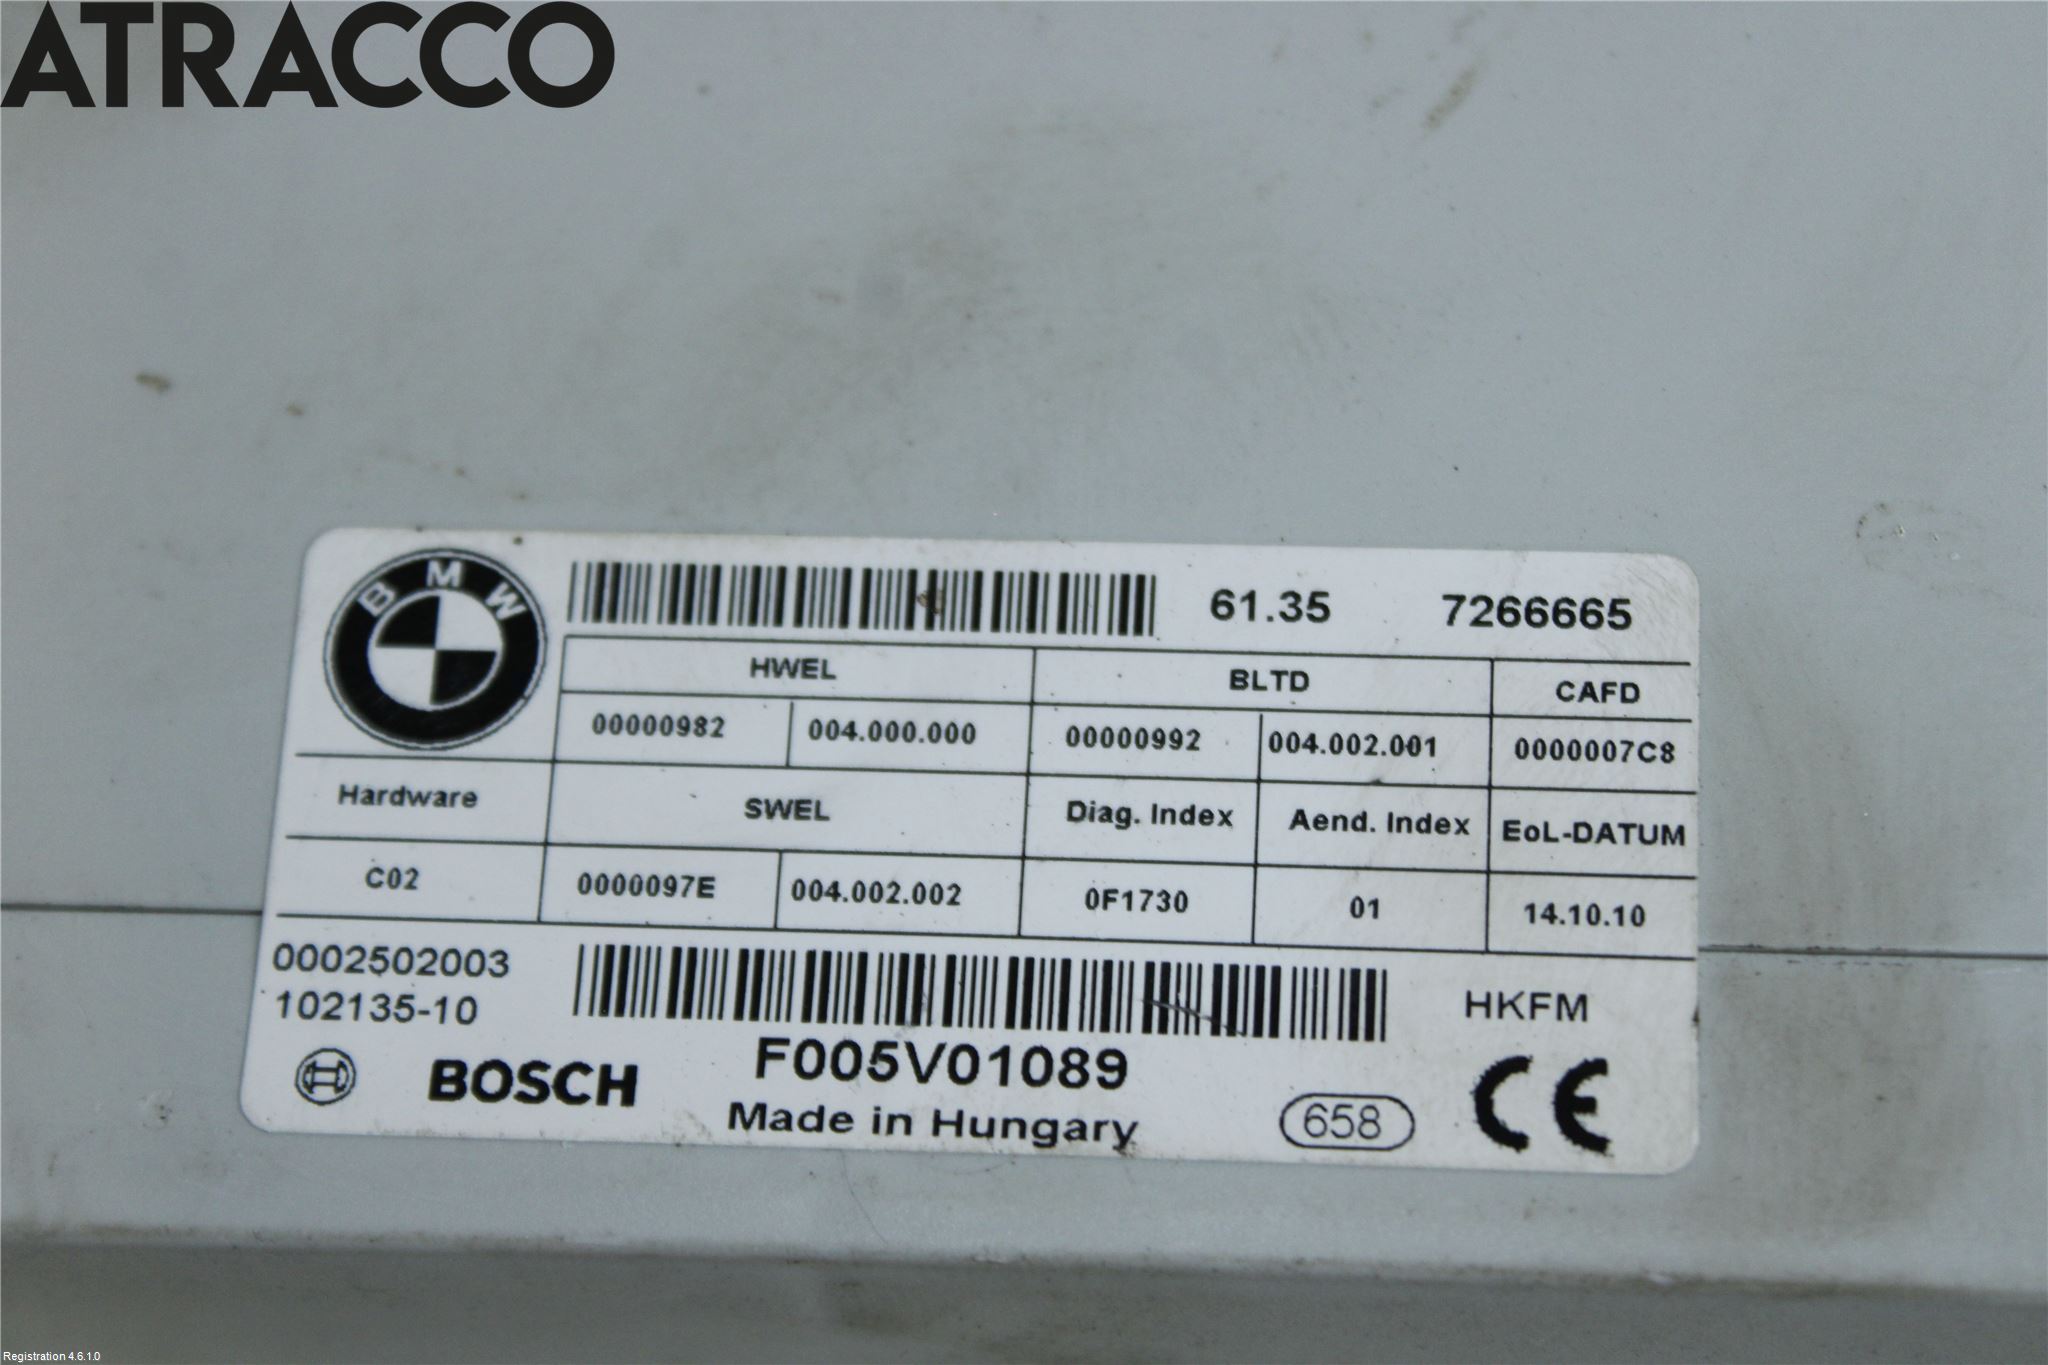 ATRACCO
BMW
61.35 7266665
HWEL BLTD CAFD
00000982 004.000.000 00000992 004.002.001 0000007C8
Hardware SWEL Diag. Index Aend. Index EoL-DATUM
C02 0000097E 004.002.002 0F1730 01 14.10.10
0002502003
102135-10
HKFM
BOSCH F005V01089
Made in Hungary 658 CE
Registration 4.6.1.0